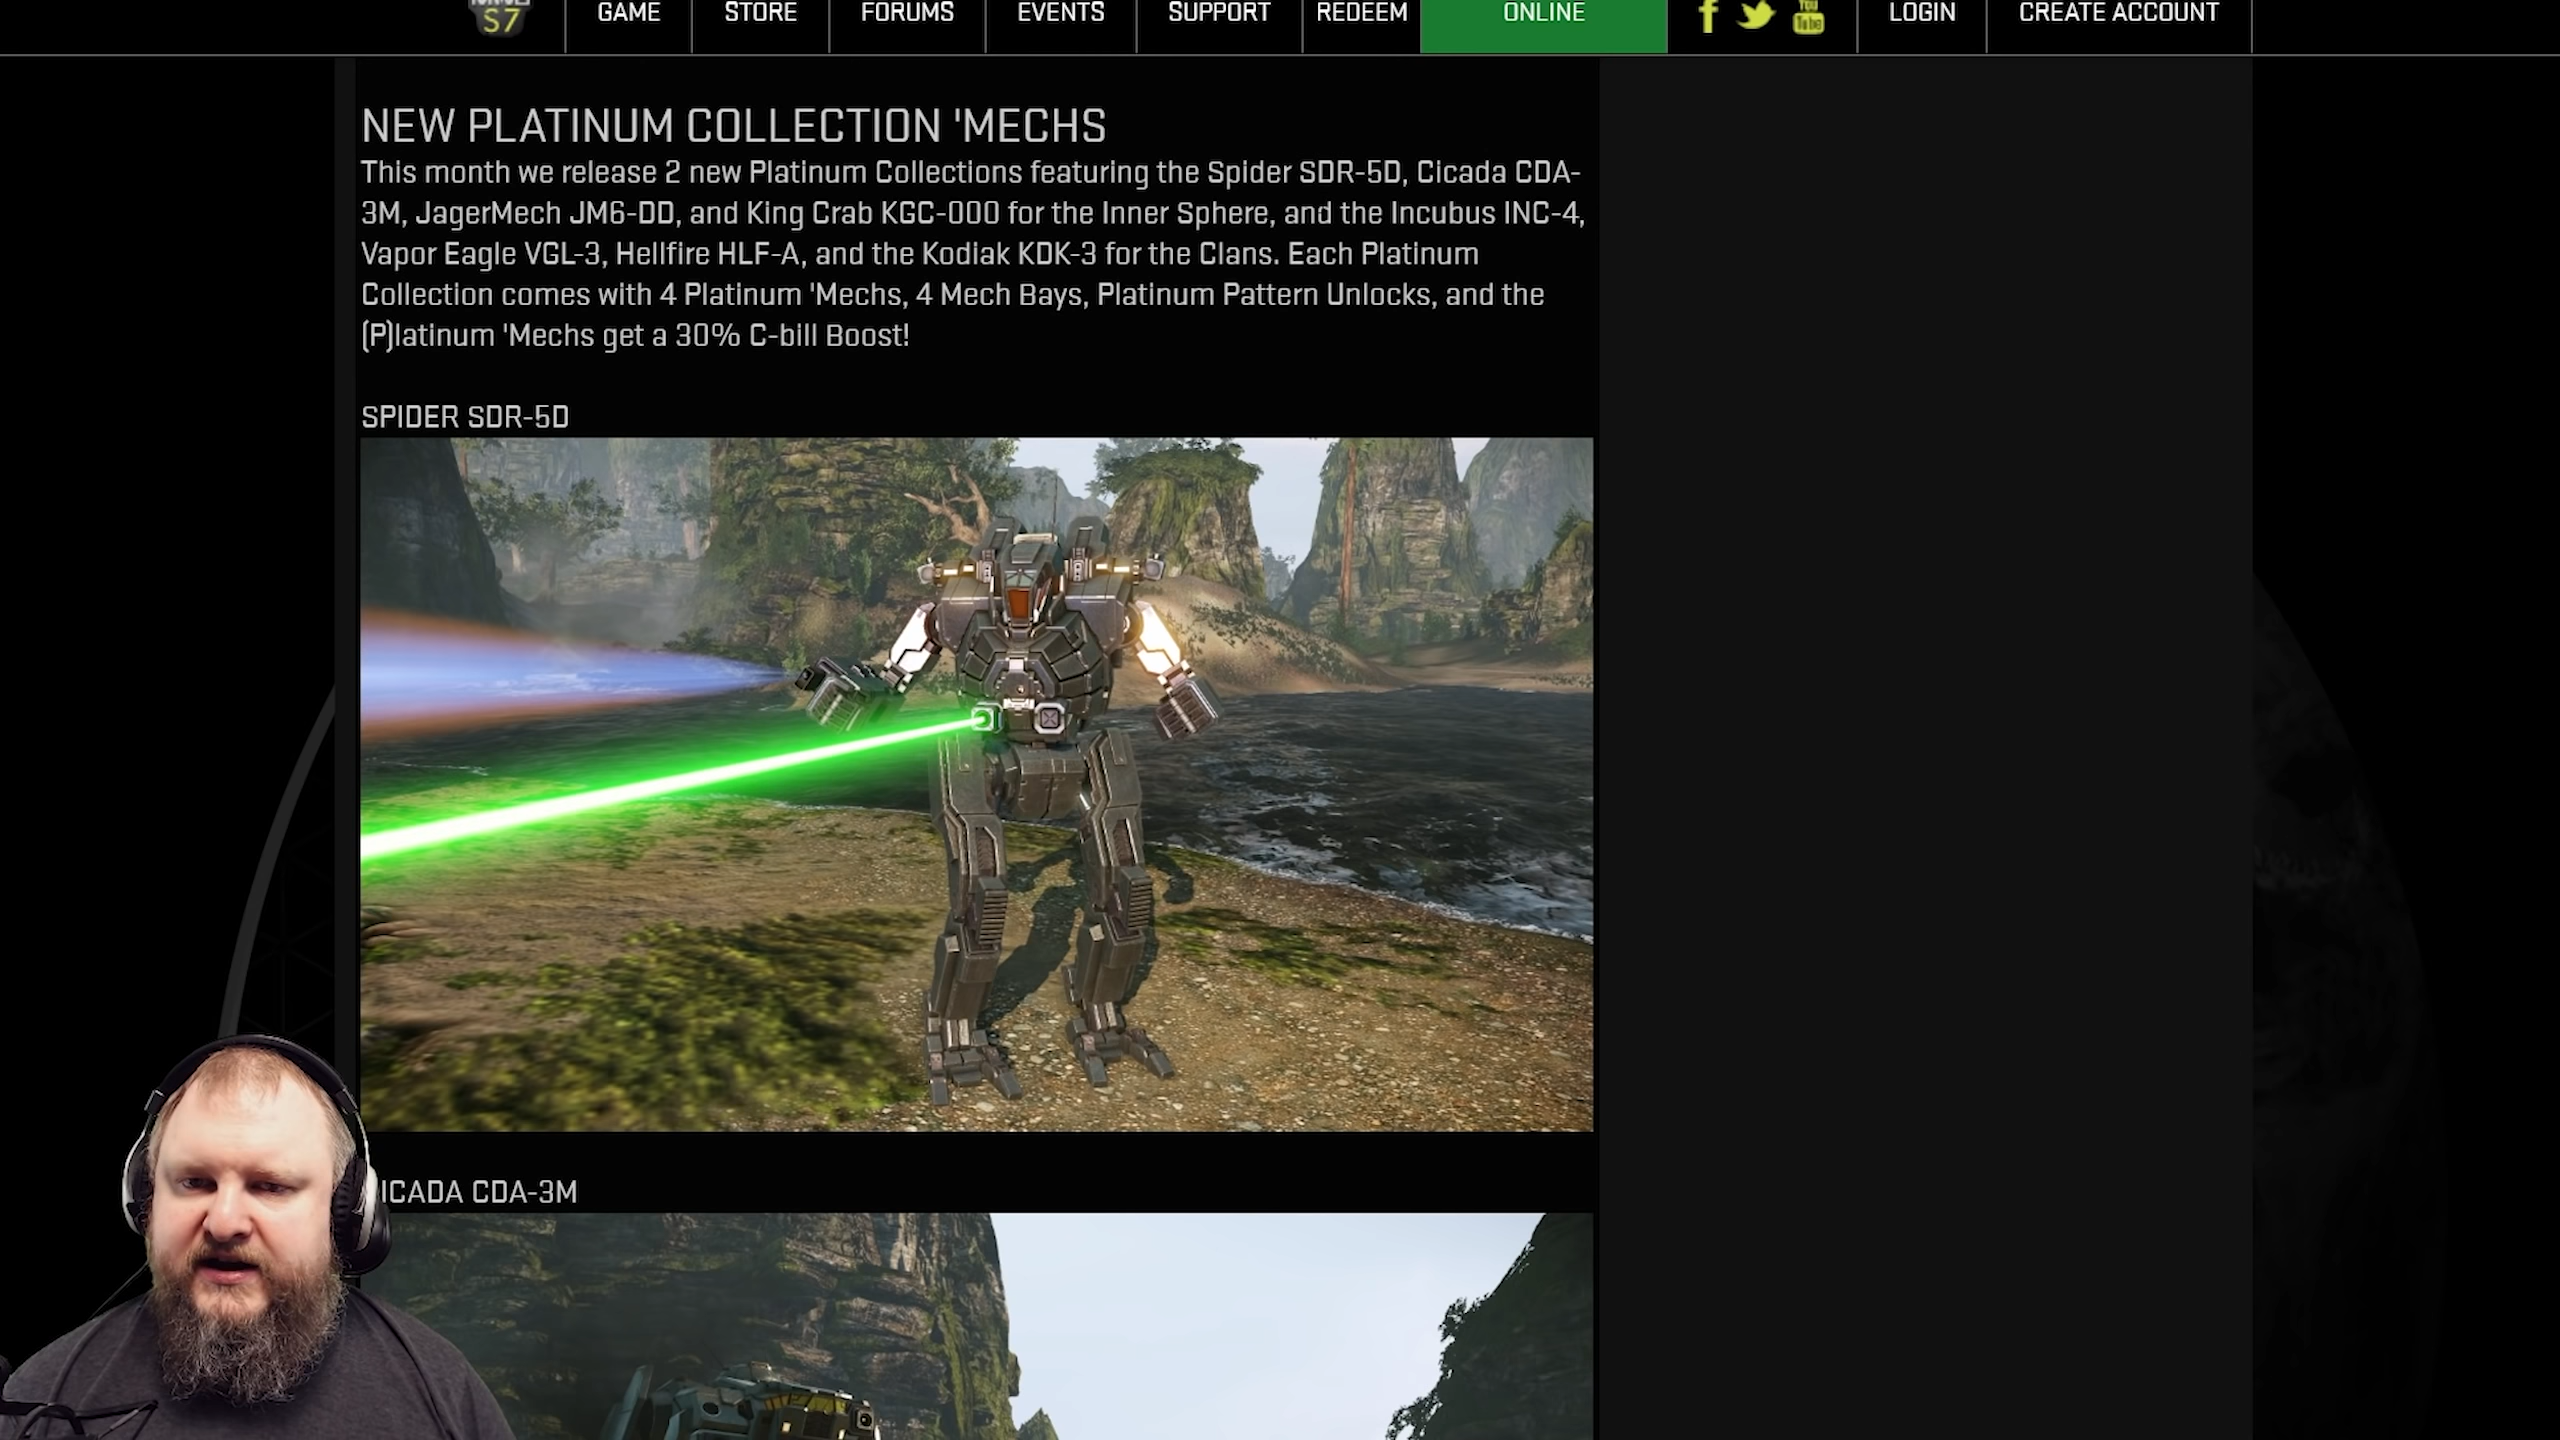 S7
GAME
STORE
FORUMS
EVENTS
SUPPORT
REDEEM
ONLINE
f
You
Tube
LOGIN
CREATE ACCOUNT
NEW PLATINUM COLLECTION 'MECHS
This month we release 2 new Platinum Collections featuring the Spider SDR-5D, Cicada CDA-
3M, JagerMech JM6-DD, and King Crab KGC-000 for the Inner Sphere, and the Incubus INC-4,
Vapor Eagle VGL-3, Hellfire HLF-A, and the Kodiak KDK-3 for the Clans. Each Platinum
Collection comes with 4 Platinum 'Mechs, 4 Mech Bays, Platinum Pattern Unlocks, and the
(P)latinum 'Mechs get a 30% C-bill Boost!
SPIDER SDR-5D
ICADA CDA-3M